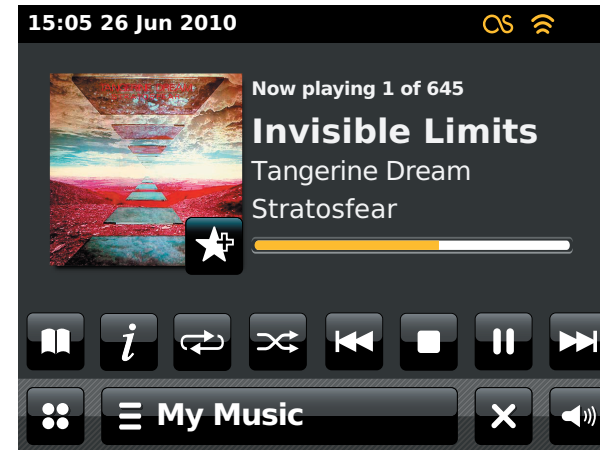 15:05 26 Jun 2010
Now playing 1 of 645
Invisible Limits
Tangerine Dream
Stratosfear
i
My Music